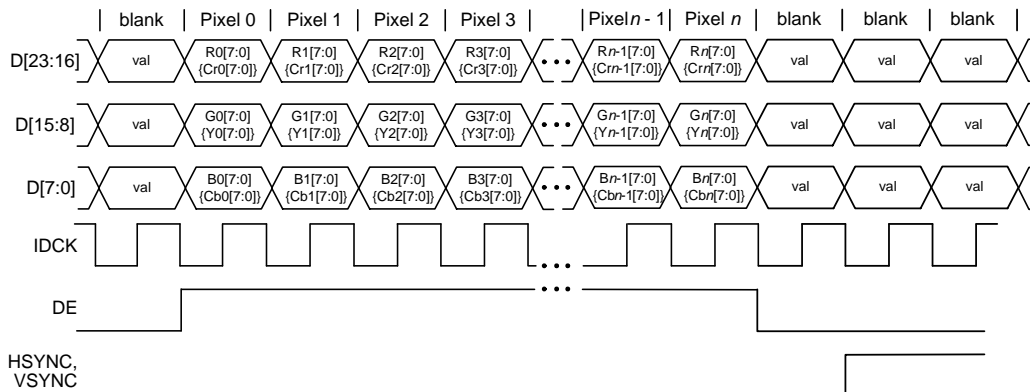 blank Pixel 0 Pixel 1 Pixel 2 Pixel 3 Pixel n - 1 Pixel n blank blank blank
D[23:16] val R0[7:0] R1[7:0] R2[7:0] R3[7:0] ••• Rn-1[7:0] Rn[7:0] val val val
{Cr0[7:0]} {Cr1[7:0]} {Cr2[7:0]} {Cr3[7:0]} {Crn-1[7:0]} {Crn[7:0]}
D[15:8] val G0[7:0] G1[7:0] G2[7:0] G3[7:0] ••• Gn-1[7:0] Gn[7:0] val val val
{Y0[7:0]} {Y1[7:0]} {Y2[7:0]} {Y3[7:0]} {Yn-1[7:0]} {Yn[7:0]}
D[7:0] val B0[7:0] B1[7:0] B2[7:0] B3[7:0] ••• Bn-1[7:0] Bn[7:0] val val val
{Cb0[7:0]} {Cb1[7:0]} {Cb2[7:0]} {Cb3[7:0]} {Cbn-1[7:0]} {Cbn[7:0]}
IDCK •••
DE •••
HSYNC,
VSYNC